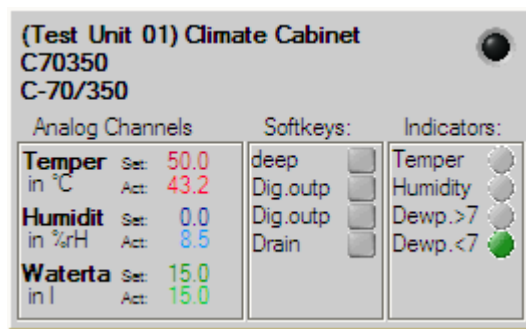 (Test Unit 01) Climate Cabinet
C70350
C-70/350
Analog Channels Softkeys: Indicators:
Temper Set: 50.0 deep Temper
in °C Act: 43.2 Dig.outp Humidity
Humidit Set: 0.0 Dig.outp Dewp.>7
in %rH Act: 8.5 Drain Dewp.<7
Waterta Set: 15.0
in l Act: 15.0